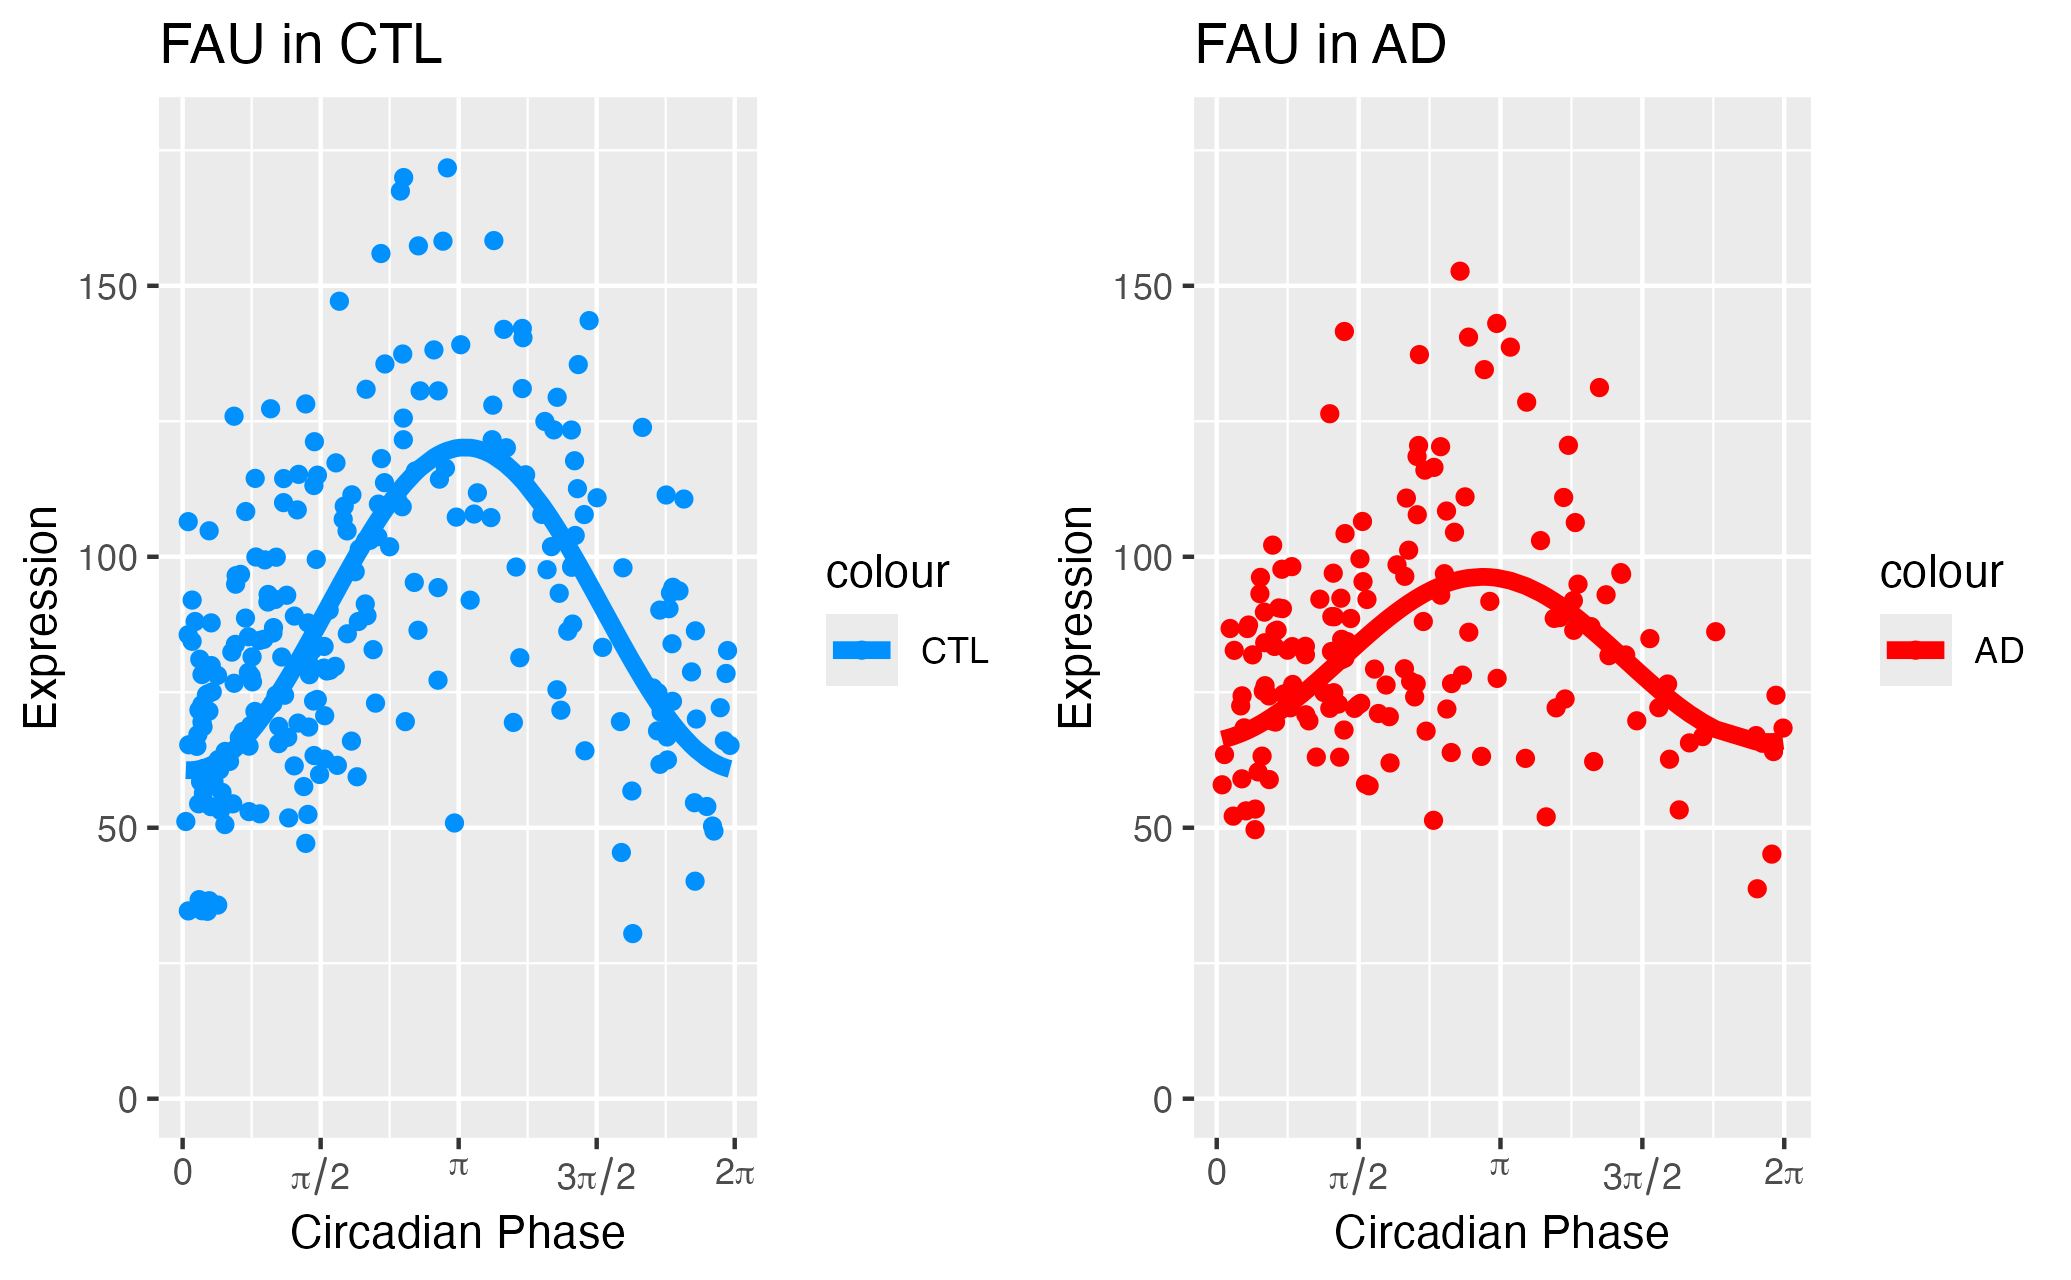 FAU in CTL
150
100
50
0
Expression
0 π/2 π 3π/2 2π
Circadian Phase
colour
CTL
FAU in AD
150
100
50
0
Expression
0 π/2 π 3π/2 2π
Circadian Phase
colour
AD